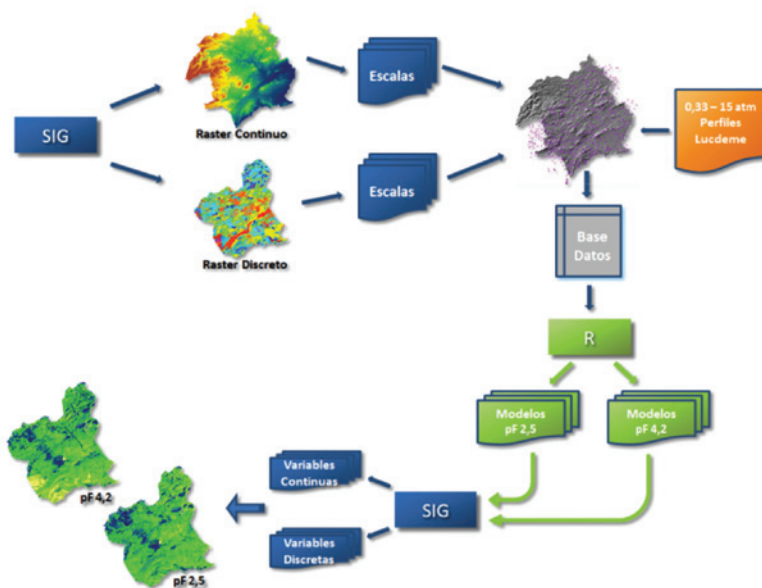 SIG
Raster Continuo
Escalas
Raster Discreto
Escalas
0,33 – 15 atm
Perfiles
Lucdeme
Base
Datos
R
Modelos
pF 2,5
Modelos
pF 4,2
SIG
Variables
Continuas
Variables
Discretas
pF 4,2
pF 2,5